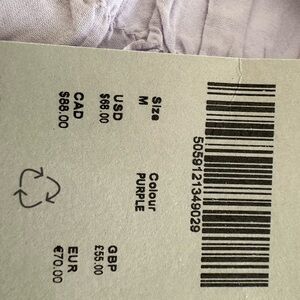 5059121349029
Size Colour
M PURPLE
USD GBP
$68.00 £55.00
CAD EUR
$88.00 €70.00